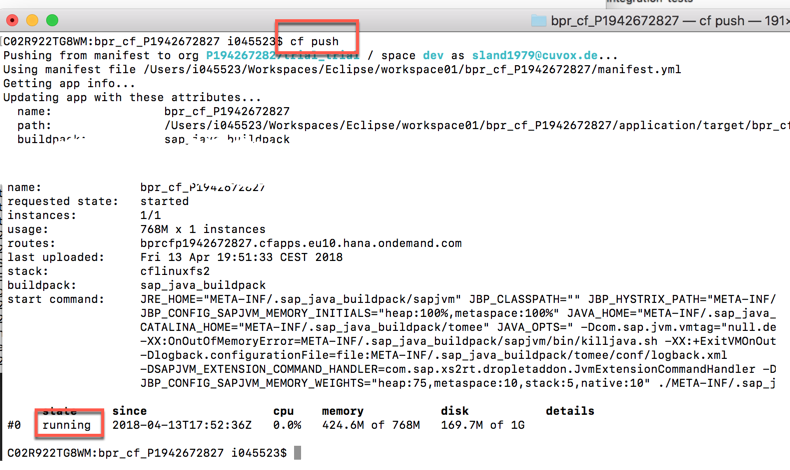 integration-tests
bpr_cf_P1942672827 — cf push — 191×
C02R922TG8WM:bpr_cf_P1942672827 i045523$ cf push
Pushing from manifest to org P1942672827trial_trial / space dev as sland1979@cuvox.de...
Using manifest file /Users/i045523/Workspaces/Eclipse/workspace01/bpr_cf_P1942672827/manifest.yml
Getting app info...
Updating app with these attributes...
name: bpr_cf_P1942672827
path: /Users/i045523/Workspaces/Eclipse/workspace01/bpr_cf_P1942672827/application/target/bpr_cf
buildpack: sap_java_buildpack
name: bpr_cf_P1942672827
requested state: started
instances: 1/1
usage: 768M x 1 instances
routes: bprcfp1942672827.cfapps.eu10.hana.ondemand.com
last uploaded: Fri 13 Apr 19:51:33 CEST 2018
stack: cflinuxfs2
buildpack: sap_java_buildpack
start command: JRE_HOME="META-INF/.sap_java_buildpack/sapjvm" JBP_CLASSPATH="" JBP_HYSTRIX_PATH="META-INF/
JBP_CONFIG_SAPJVM_MEMORY_INITIALS="heap:100%,metaspace:100%" JAVA_HOME="META-INF/.sap_java_
CATALINA_HOME="META-INF/.sap_java_buildpack/tomee" JAVA_OPTS=" -Dcom.sap.jvm.vmtag="null.de
-XX:OnOutOfMemoryError=META-INF/.sap_java_buildpack/sapjvm/bin/killjava.sh -XX:+ExitVMOnOut
-Dlogback.configurationFile=file:META-INF/.sap_java_buildpack/tomee/conf/logback.xml
-DSAPJVM_EXTENSION_COMMAND_HANDLER=com.sap.xs2rt.dropletaddon.JvmExtensionCommandHandler -D
JBP_CONFIG_SAPJVM_MEMORY_WEIGHTS="heap:75,metaspace:10,stack:5,native:10" ./META-INF/.sap_j
state since cpu memory disk details
#0 running 2018-04-13T17:52:36Z 0.0% 424.6M of 768M 169.7M of 1G
C02R922TG8WM:bpr_cf_P1942672827 i045523$